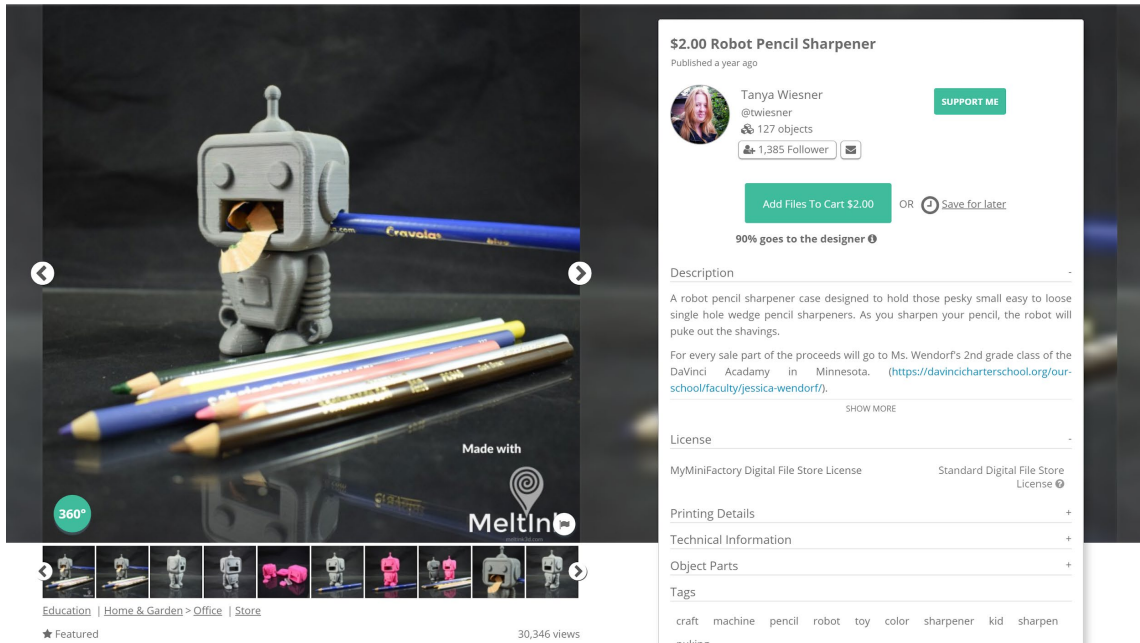 Crayola
.com
Made with
MeltInk
meltink3d.com
360°
Education | Home & Garden > Office | Store
Featured
30,346 views
$2.00 Robot Pencil Sharpener
Published a year ago
Tanya Wiesner
@twiesner
127 objects
1,385 Follower
SUPPORT ME
Add Files To Cart $2.00 OR Save for later
90% goes to the designer
Description -
A robot pencil sharpener case designed to hold those pesky small easy to loose
single hole wedge pencil sharpeners. As you sharpen your pencil, the robot will
puke out the shavings.
For every sale part of the proceeds will go to Ms. Wendorf's 2nd grade class of the
DaVinci Acadamy in Minnesota. (https://davincicharterschool.org/our-
school/faculty/jessica-wendorf/).
SHOW MORE
License -
MyMiniFactory Digital File Store License
Standard Digital File Store
License
Printing Details +
Technical Information +
Object Parts +
Tags
craft machine pencil robot toy color sharpener kid sharpen